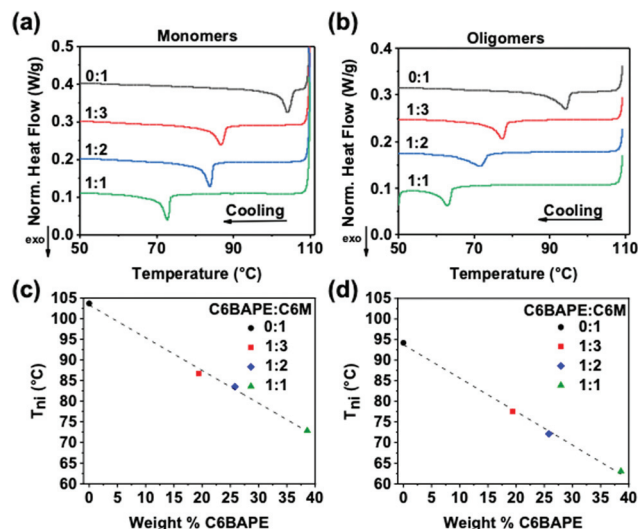 (a)
Monomers
Norm. Heat Flow (W/g)
0.5
0.4
0.3
0.2
0.1
0.0
0:1
1:3
1:2
1:1
Cooling
exo
50
70
90
110
Temperature (°C)
(b)
Oligomers
Norm. Heat Flow (W/g)
0.4
0.3
0.2
0.1
0.0
0:1
1:3
1:2
1:1
Cooling
exo
50
70
90
110
Temperature (°C)
(c)
Tni (°C)
105
100
95
90
85
80
75
70
65
60
C6BAPE:C6M
0:1
1:3
1:2
1:1
0 5 10 15 20 25 30 35 40
Weight % C6BAPE
(d)
Tni (°C)
105
100
95
90
85
80
75
70
65
60
55
C6BAPE:C6M
0:1
1:3
1:2
1:1
0 5 10 15 20 25 30 35 40
Weight % C6BAPE